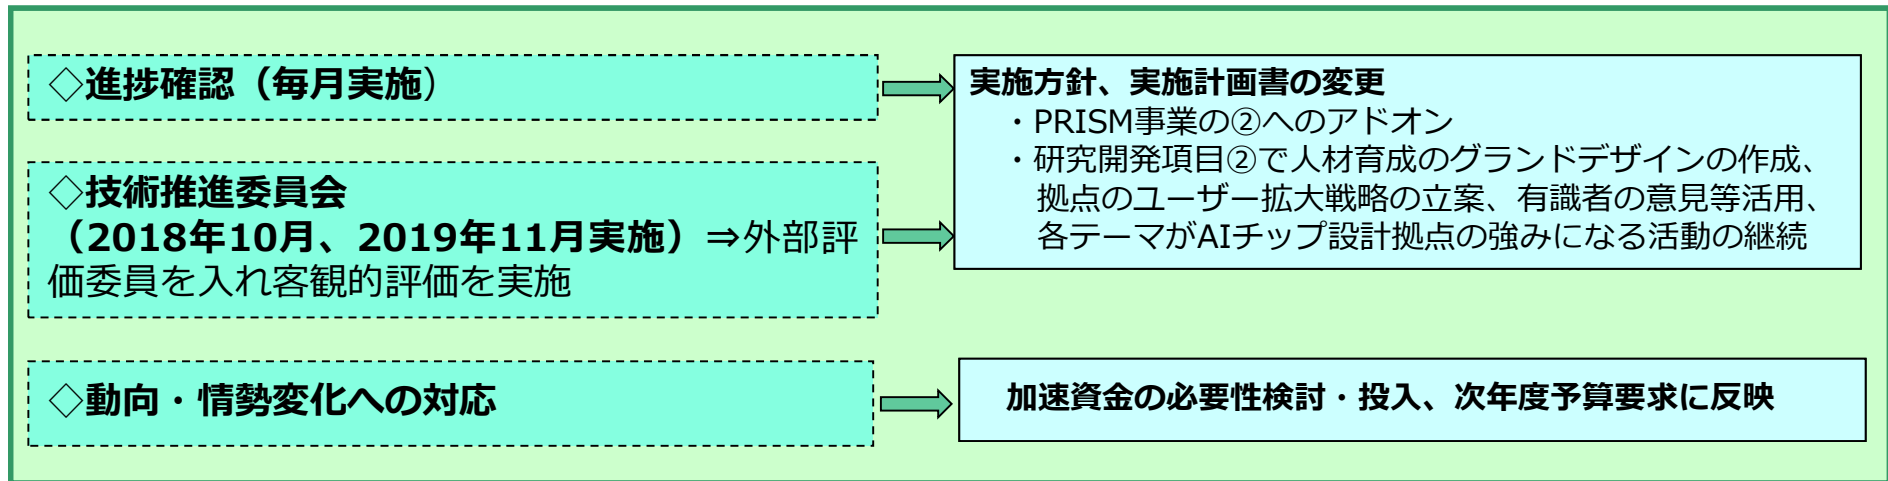 ◇進捗確認（毎月実施）
◇技術推進委員会
（2018年10月、2019年11月実施）⇒外部評
価委員を入れ客観的評価を実施
◇動向・情勢変化への対応
実施方針、実施計画書の変更
・PRISM事業の②へのアドオン
・研究開発項目②で人材育成のグランドデザインの作成、
拠点のユーザー拡大戦略の立案、有識者の意見等活用、
各テーマがAIチップ設計拠点の強みになる活動の継続
加速資金の必要性検討・投入、次年度予算要求に反映